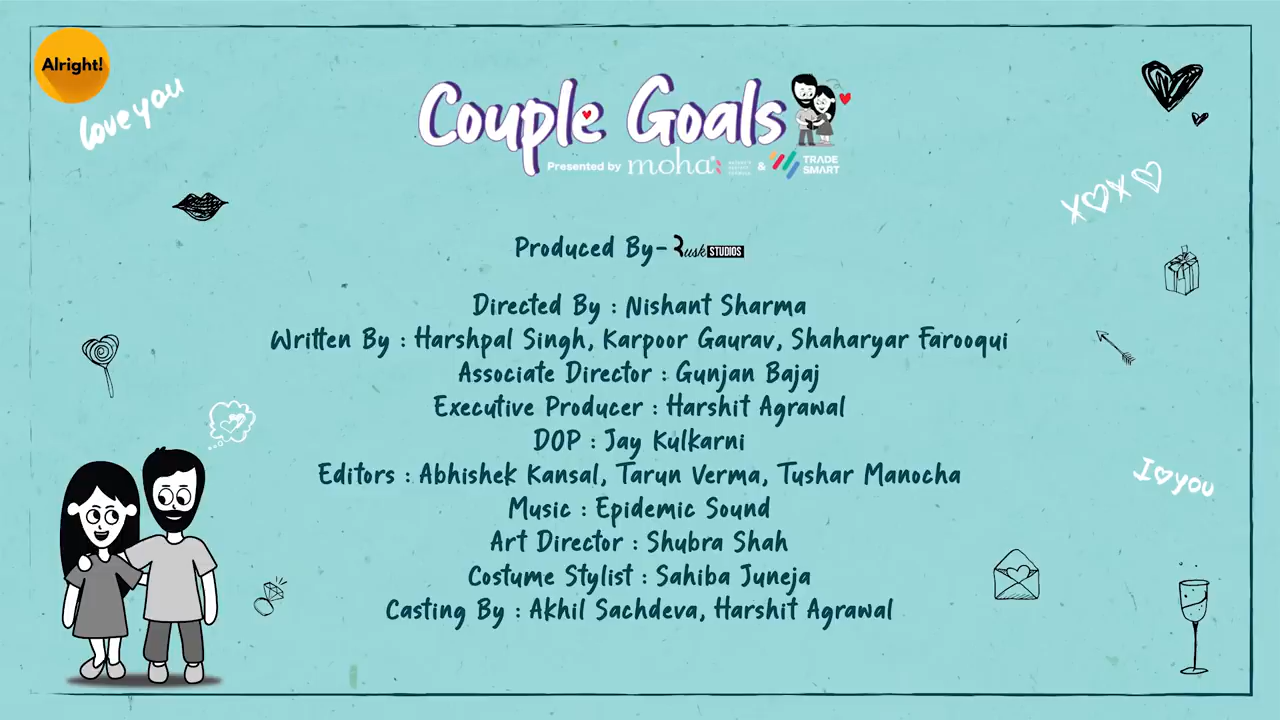 Alright!
love you
Couple Goals
Presented by moha: & TRADE SMART
XOXO
Produced By- Rusk STUDIOS
Directed By : Nishant Sharma
Written By : Harshpal Singh, Karpoor Gaurav, Shaharyar Farooqui
Associate Director : Gunjan Bajaj
Executive Producer : Harshit Agrawal
DOP : Jay Kulkarni
Editors : Abhishek Kansal, Tarun Verma, Tushar Manocha
I you
Music : Epidemic Sound
Art Director : Shubra Shah
Costume Stylist : Sahiba Juneja
Casting By : Akhil Sachdeva, Harshit Agrawal